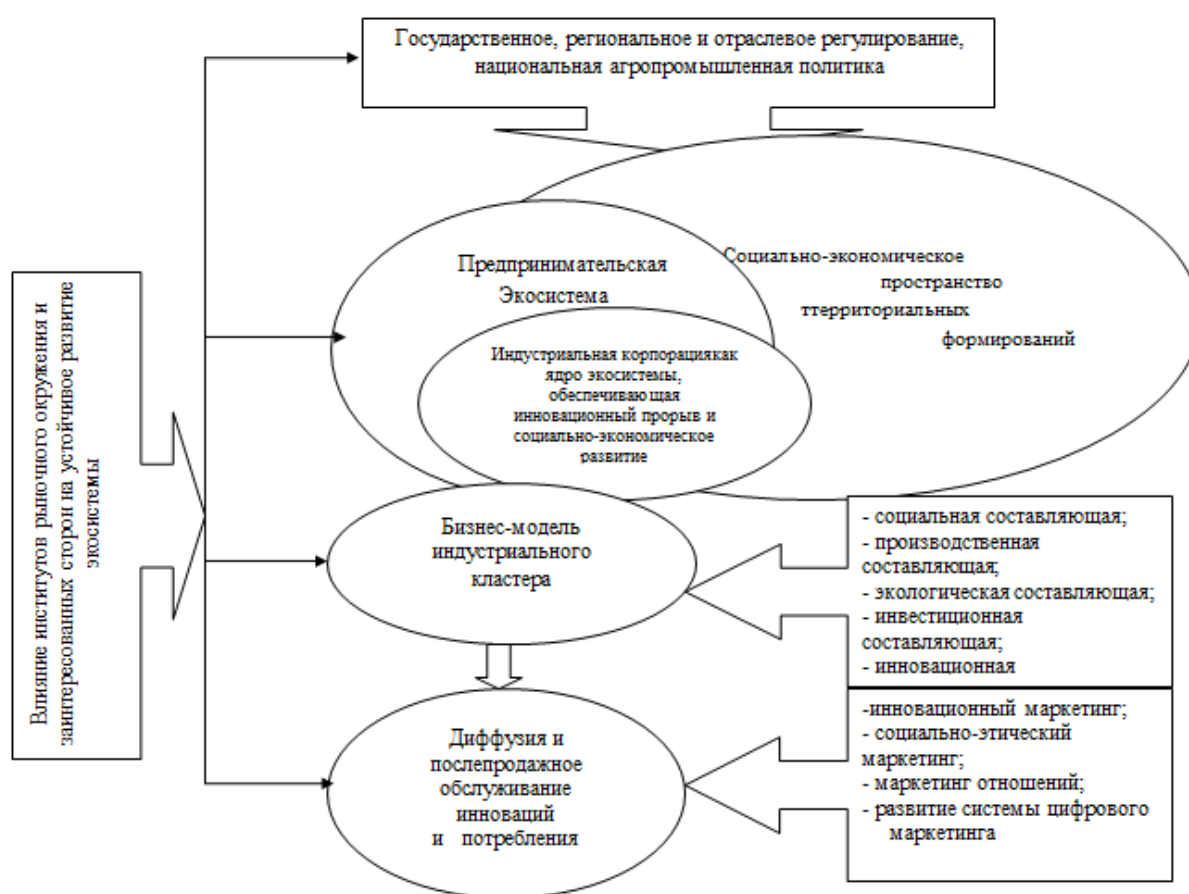 Государственное, региональное и отраслевое регулирование,
национальная агропромышленная политика
Влияние институтов рыночного окружения и
заинтересованных сторон на устойчивое развитие
экосистемы
Предпринимательская
Экосистема
Социально-экономическое
пространство
ттерриториальных
формирований
Индустриальная корпорациякак
ядро экосистемы,
обеспечивающая
инновационный прорыв и
социально-экономическое
развитие
Бизнес-модель
индустриального
кластера
- социальная составляющая;
- производственная
составляющая;
- экологическая составляющая;
- инвестиционная
составляющая;
- инновационная
Диффузия и
послепродажное
обслуживание
инноваций
и потребления
-инновационный маркетинг;
- социально-этический
маркетинг;
- маркетинг отношений;
- развитие системы цифрового
маркетинга